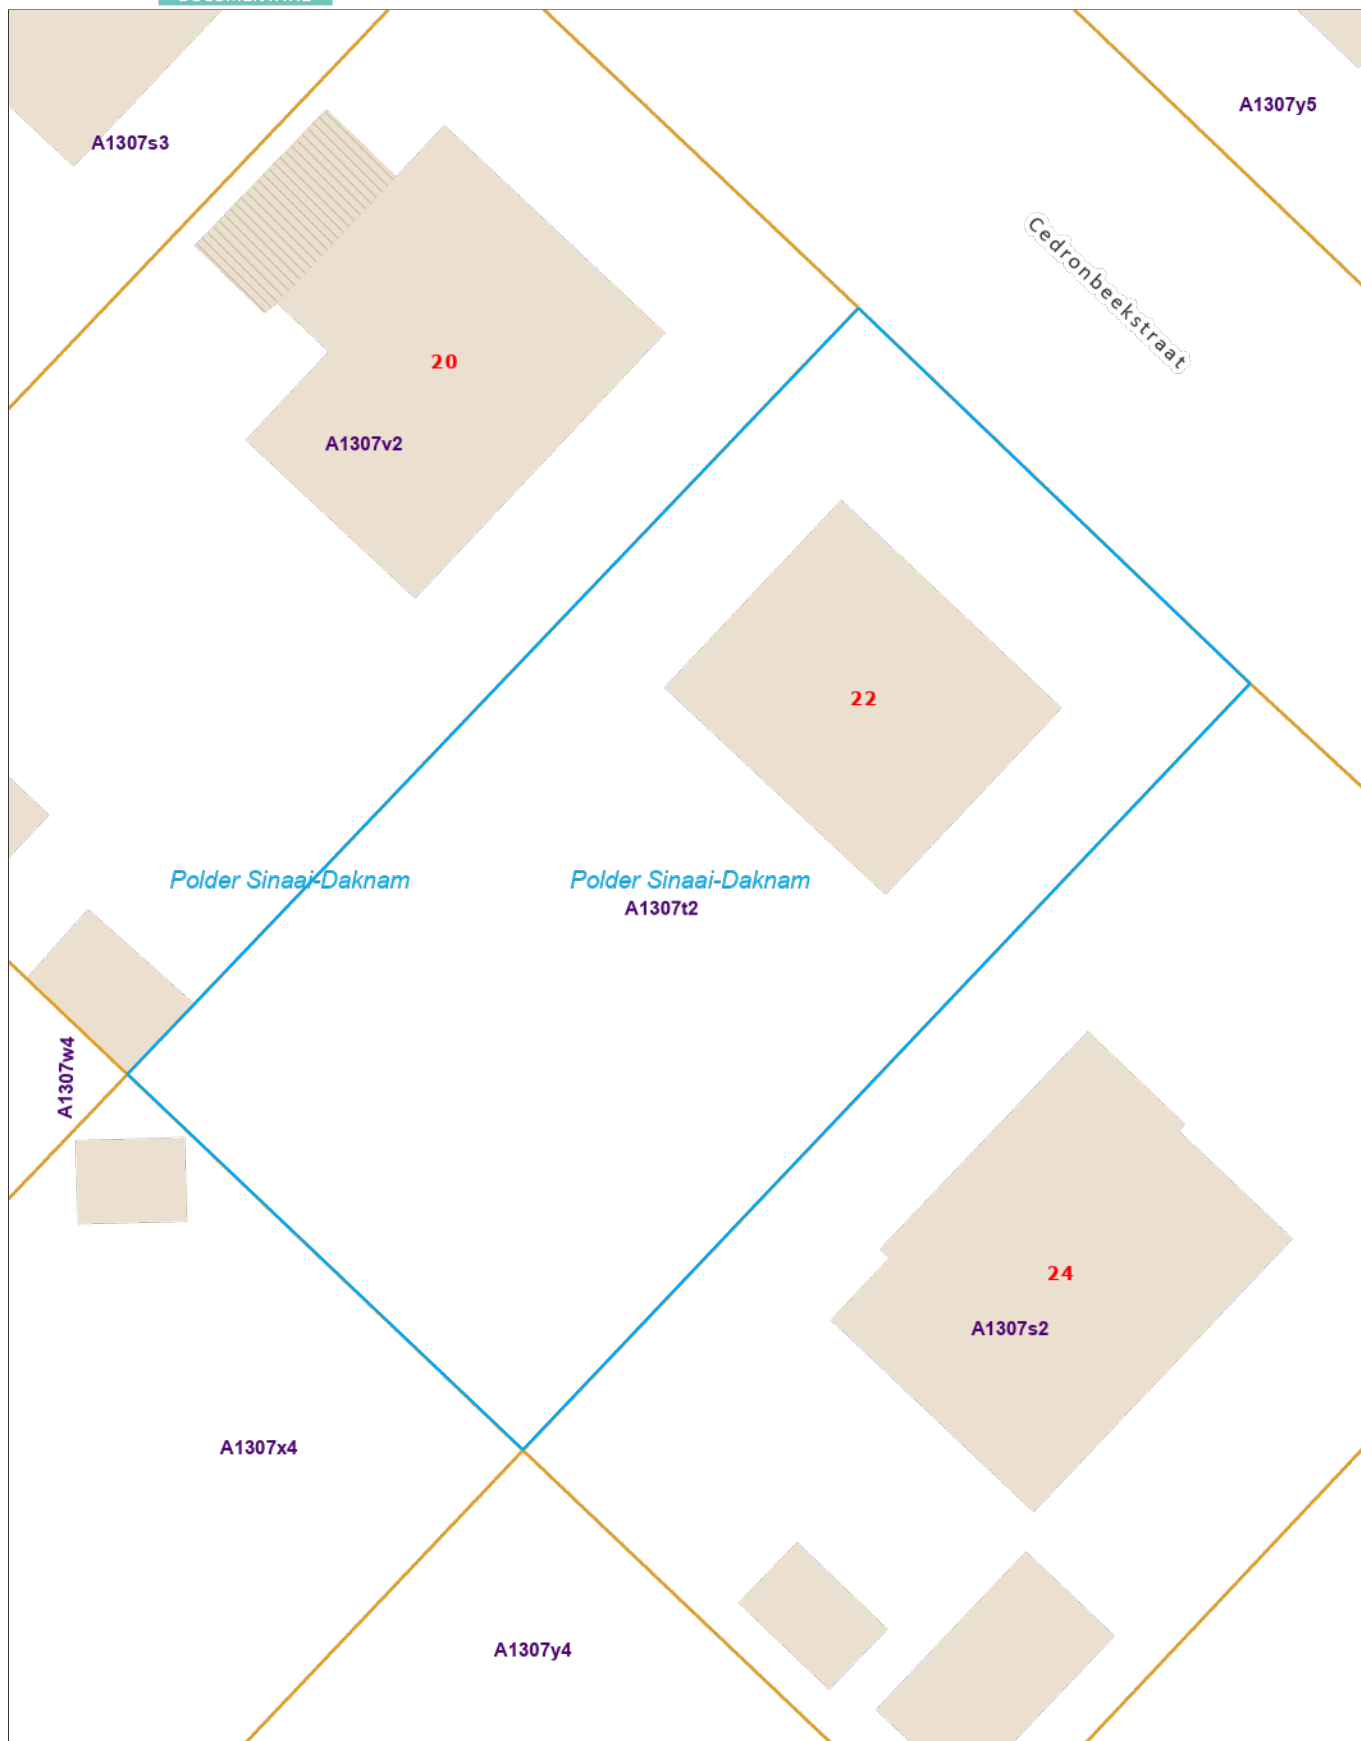 A1307y5
A1307s3
Cedronbeekstraat
20
A1307v2
22
Polder Sinaai-Daknam
Polder Sinaai-Daknam
A1307t2
A1307w4
24
A1307s2
A1307x4
A1307y4